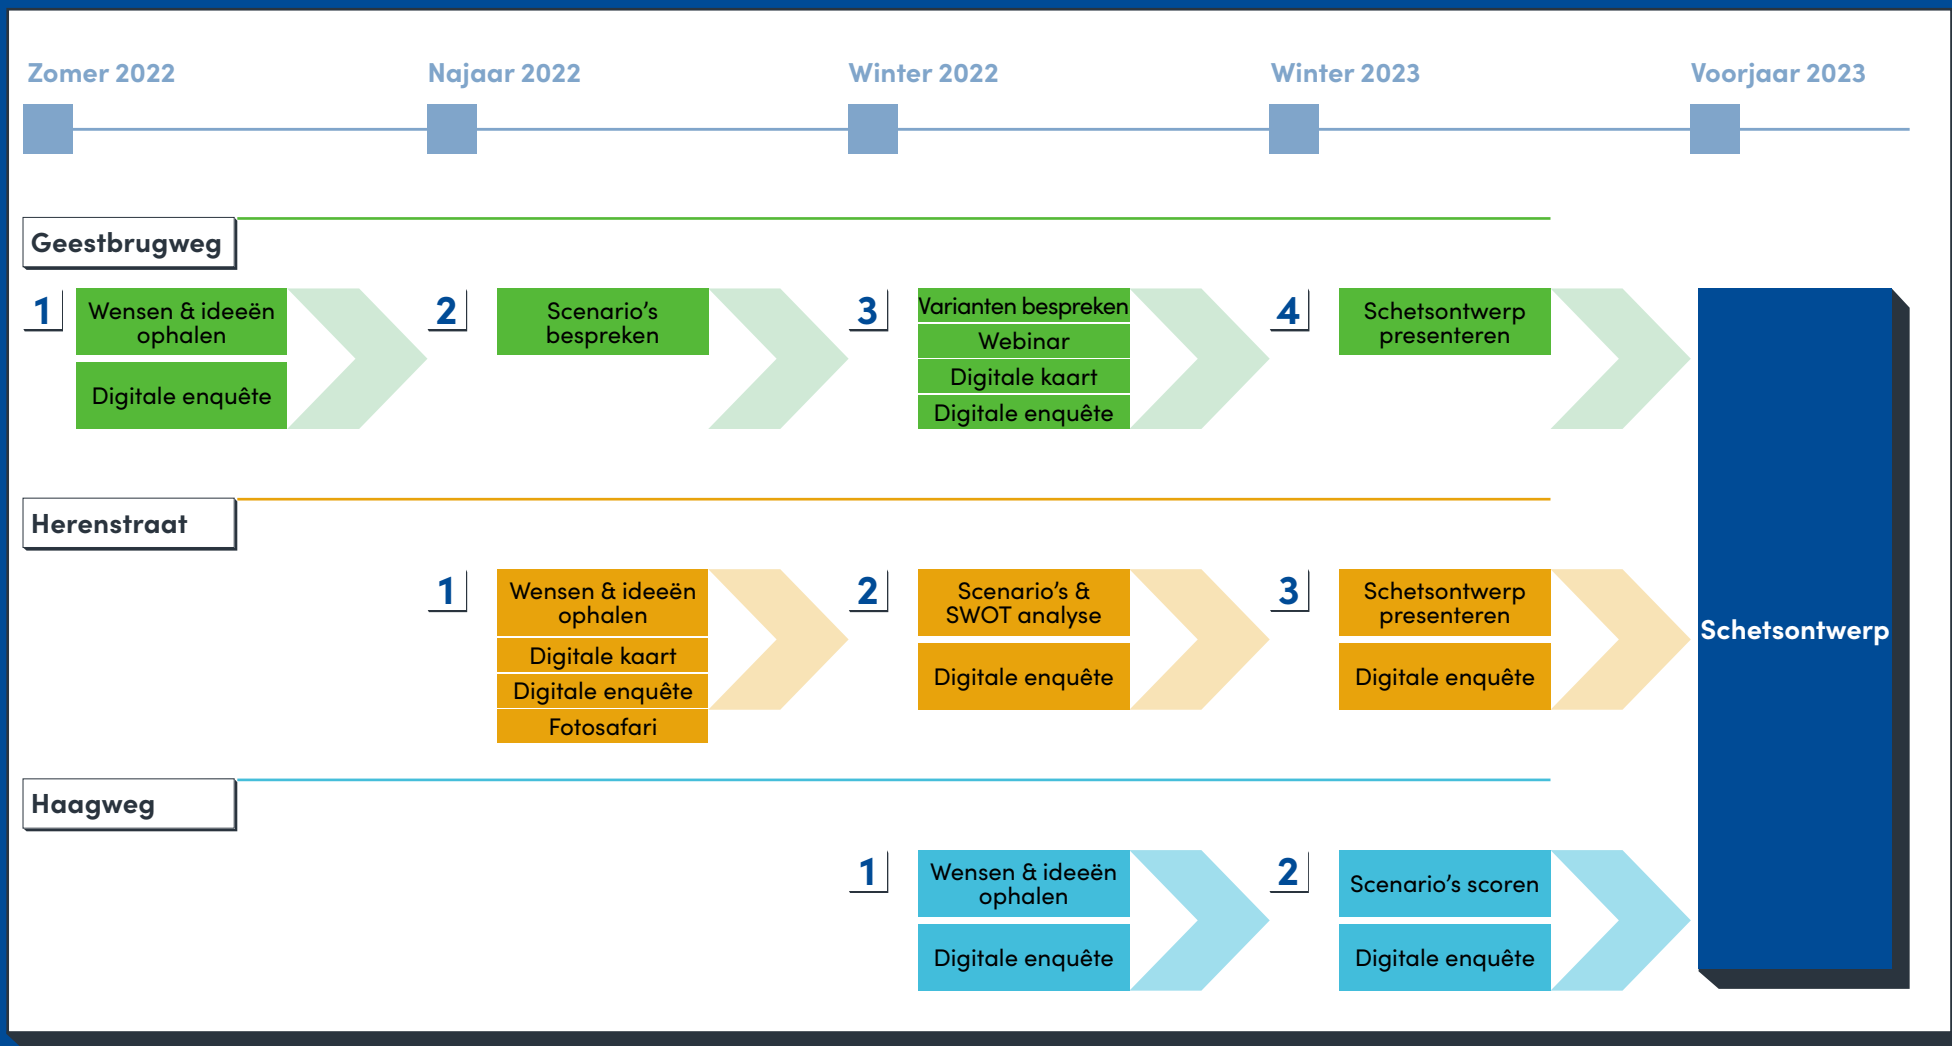 Zomer 2022
Najaar 2022
Winter 2022
Winter 2023
Voorjaar 2023
Geestbrugweg
1
Wensen & ideeën
ophalen
Digitale enquête
2
Scenario's
bespreken
3
Varianten bespreken
Webinar
Digitale kaart
Digitale enquête
4
Schetsontwerp
presenteren
Herenstraat
1
Wensen & ideeën
ophalen
Digitale kaart
Digitale enquête
Fotosafari
2
Scenario's &
SWOT analyse
Digitale enquête
3
Schetsontwerp
presenteren
Digitale enquête
Haagweg
1
Wensen & ideeën
ophalen
Digitale enquête
2
Scenario's scoren
Digitale enquête
Schetsontwerp